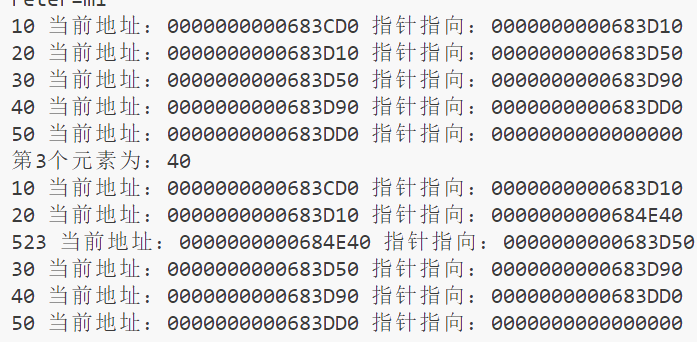 10 当前地址：0000000000683CD0 指针指向：0000000000683D10
20 当前地址：0000000000683D10 指针指向：0000000000683D50
30 当前地址：0000000000683D50 指针指向：0000000000683D90
40 当前地址：0000000000683D90 指针指向：0000000000683DD0
50 当前地址：0000000000683DD0 指针指向：0000000000000000
第3个元素为：40
10 当前地址：0000000000683CD0 指针指向：0000000000683D10
20 当前地址：0000000000683D10 指针指向：0000000000684E40
523 当前地址：0000000000684E40 指针指向：0000000000683D50
30 当前地址：0000000000683D50 指针指向：0000000000683D90
40 当前地址：0000000000683D90 指针指向：0000000000683DD0
50 当前地址：0000000000683DD0 指针指向：0000000000000000